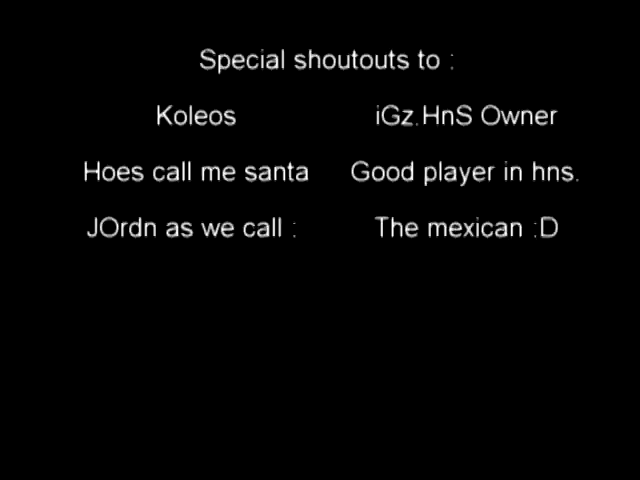 Special shoutouts to :
Koleos iGz.HnS Owner
Hoes call me santa Good player in hns.
JOrdn as we call : The mexican :D